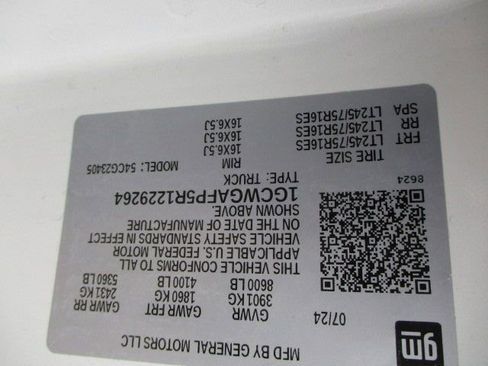 gm
MFD BY GENERAL MOTORS LLC
07/24
GVWR GAWR FRT GAWR RR
3901 KG 1860 KG 2431 KG
8600 LB 4100 LB 5360 LB
THIS VEHICLE CONFORMS TO ALL
APPLICABLE U.S. FEDERAL MOTOR
VEHICLE SAFETY STANDARDS IN EFFECT
ON THE DATE OF MANUFACTURE
SHOWN ABOVE.
1GCWGAFP5R1229264
TYPE: TRUCK
MODEL: 54CG23405
8624
TIRE SIZE RIM
FRT LT245/75R16ES 16X6.5J
RR LT245/75R16ES 16X6.5J
SPA LT245/75R16ES 16X6.5J